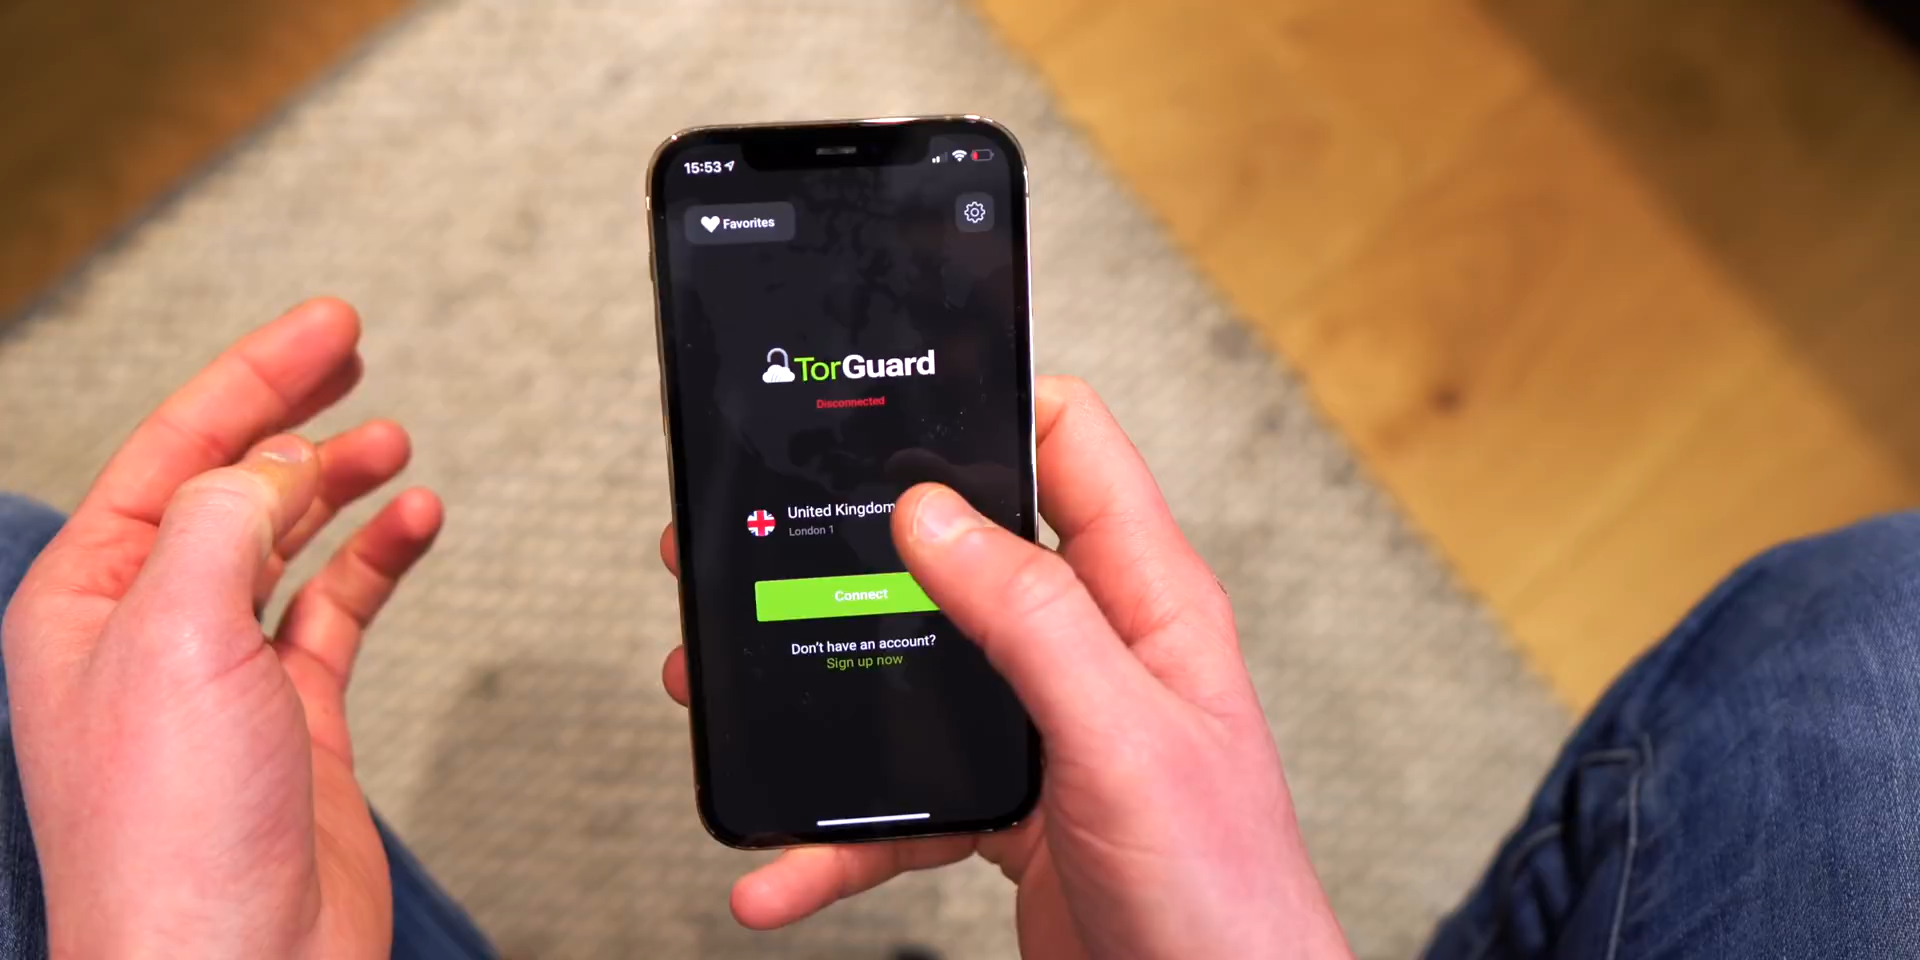 15:53
Favorites
TorGuard
Disconnected
United Kingdom
London 1
Connect
Don't have an account?
Sign up now